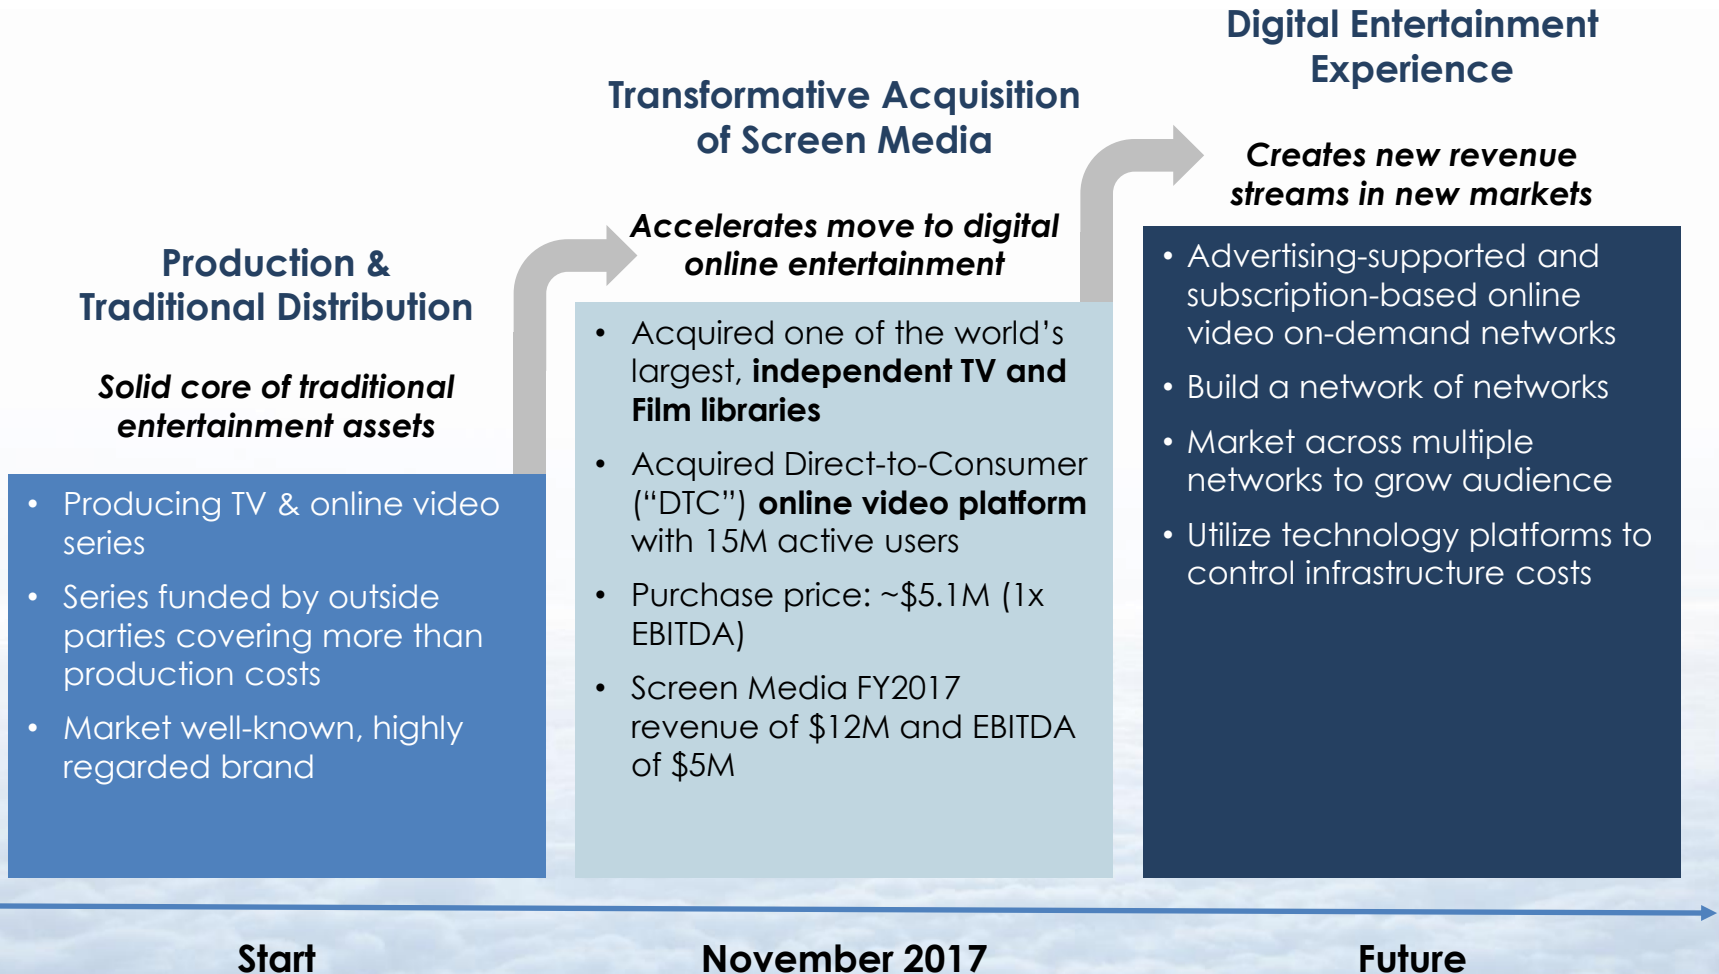 Production &
Traditional Distribution
Solid core of traditional
entertainment assets
• Producing TV & online video
series
• Series funded by outside
parties covering more than
production costs
• Market well-known, highly
regarded brand
Start
Transformative Acquisition
of Screen Media
Accelerates move to digital
online entertainment
• Acquired one of the world’s
largest, independent TV and
Film libraries
• Acquired Direct-to-Consumer
(“DTC”) online video platform
with 15M active users
• Purchase price: ~$5.1M (1x
EBITDA)
• Screen Media FY2017
revenue of $12M and EBITDA
of $5M
November 2017
Digital Entertainment
Experience
Creates new revenue
streams in new markets
• Advertising-supported and
subscription-based online
video on-demand networks
• Build a network of networks
• Market across multiple
networks to grow audience
• Utilize technology platforms to
control infrastructure costs
Future